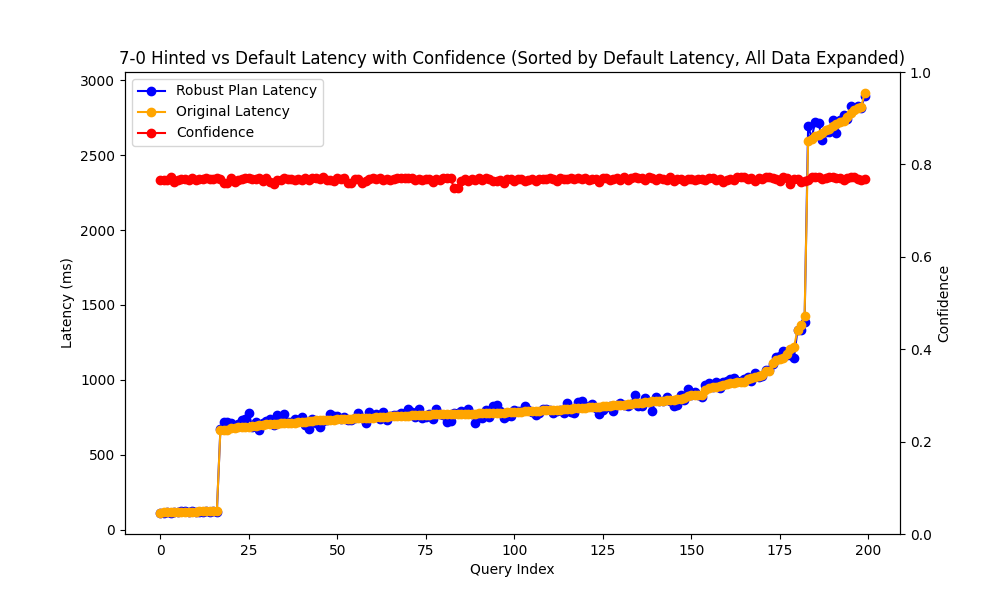 7-0 Hinted vs Default Latency with Confidence (Sorted by Default Latency, All Data Expanded)
Robust Plan Latency
Original Latency
Confidence
3000
2500
2000
1500
1000
500
0
Latency (ms)
1.0
0.8
0.6
0.4
0.2
0.0
Confidence
0 25 50 75 100 125 150 175 200
Query Index